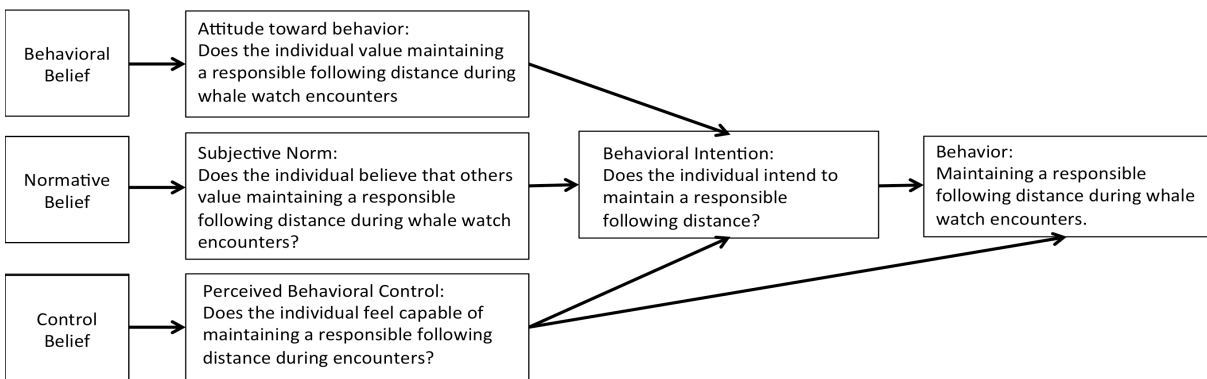 Behavioral
Belief
Attitude toward behavior:
Does the individual value maintaining
a responsible following distance during
whale watch encounters
Normative
Belief
Subjective Norm:
Does the individual believe that others
value maintaining a responsible
following distance during whale watch
encounters?
Control
Belief
Perceived Behavioral Control:
Does the individual feel capable of
maintaining a responsible following
distance during encounters?
Behavioral Intention:
Does the individual intend to
maintain a responsible
following distance?
Behavior:
Maintaining a responsible
following distance during whale
watch encounters.